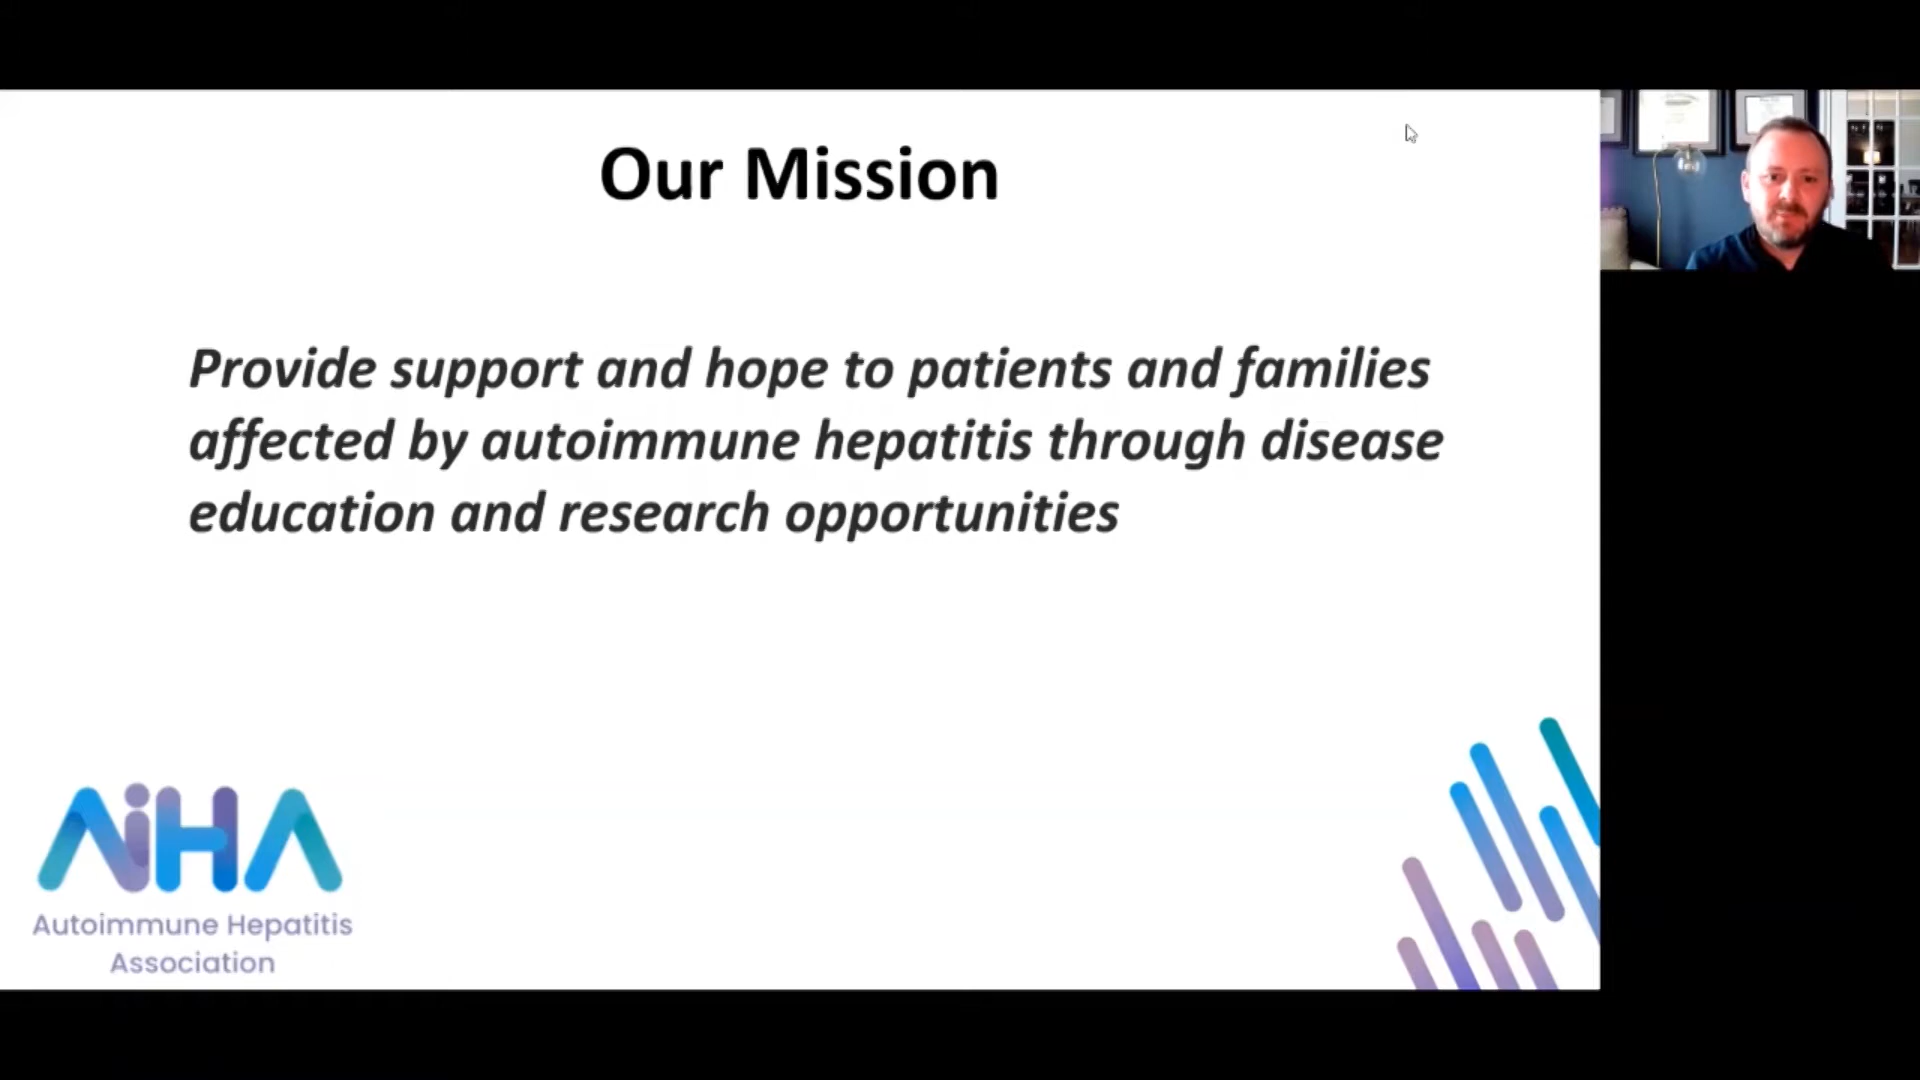 Our Mission
Provide support and hope to patients and families
affected by autoimmune hepatitis through disease
education and research opportunities
AiHA
Autoimmune Hepatitis
Association